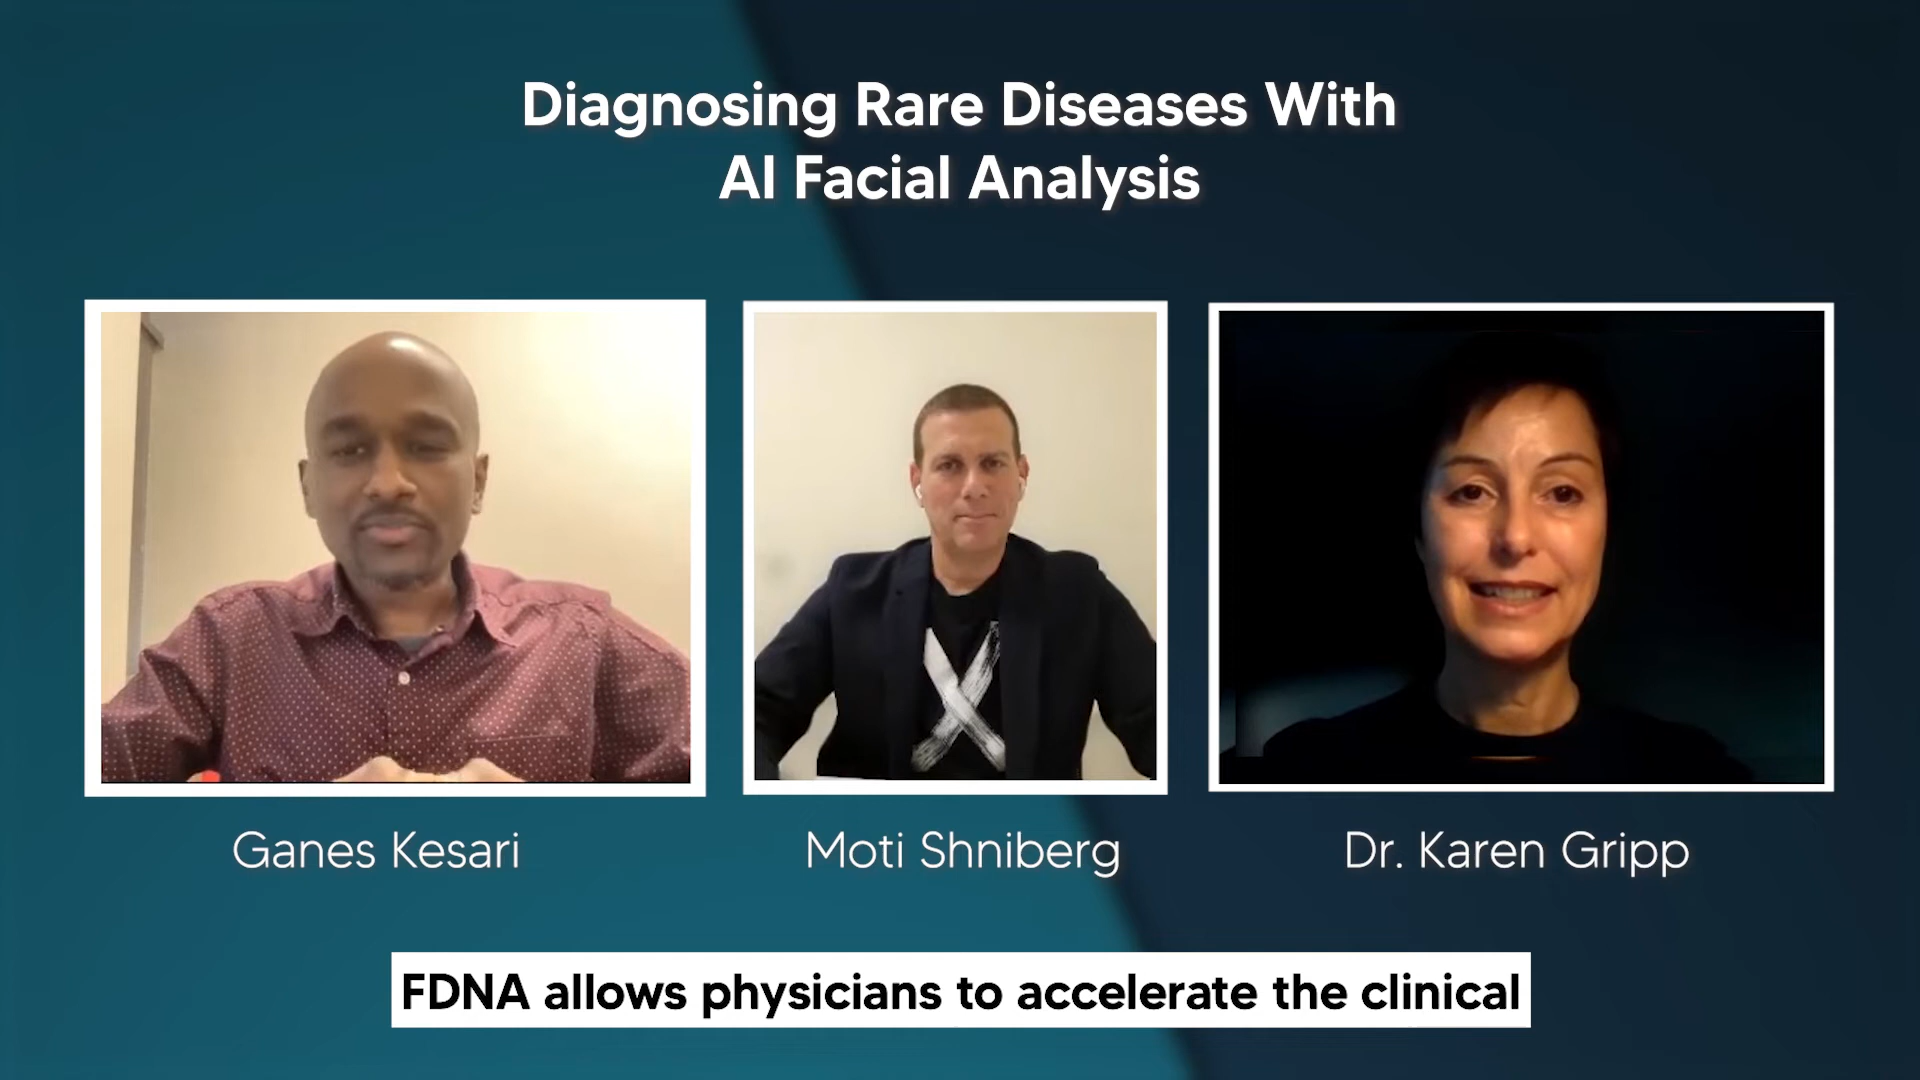 Diagnosing Rare Diseases With
AI Facial Analysis
Ganes Kesari
Moti Shniberg
Dr. Karen Gripp
FDNA allows physicians to accelerate the clinical